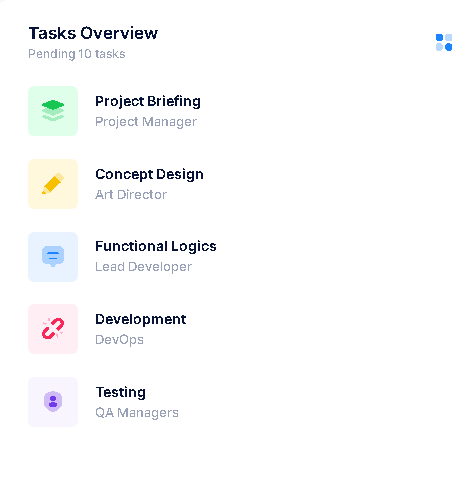 Tasks Overview
Pending 10 tasks
Project Briefing
Project Manager
Concept Design
Art Director
Functional Logics
Lead Developer
Development
DevOps
Testing
QA Managers